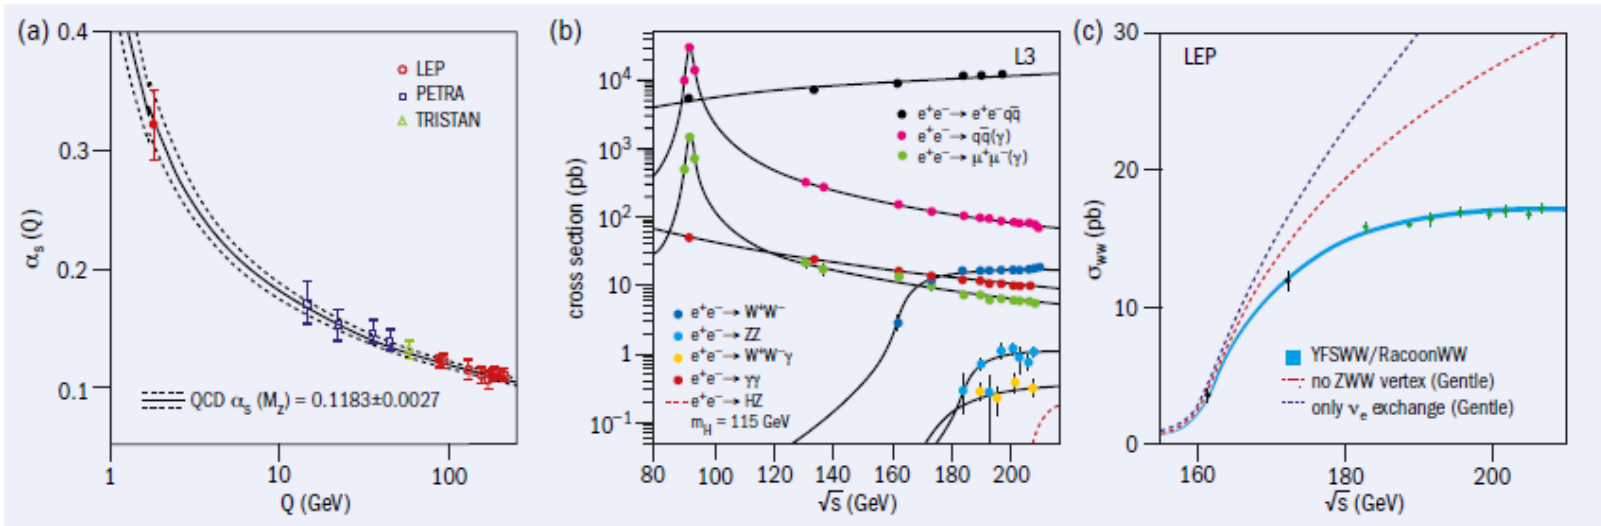 (a)
0.4
0.3
0.2
0.1
αs (Q)
LEP
PETRA
TRISTAN
QCD αs (MZ) = 0.1183±0.0027
1 10 100
Q (GeV)
(b)
L3
10⁴
10³
10²
10
1
10⁻¹
cross section (pb)
e⁺e⁻→ e⁺e⁻qq̄
e⁺e⁻→ qq̄(γ)
e⁺e⁻→ μ⁺μ⁻(γ)
e⁺e⁻→ W⁺W⁻
e⁺e⁻→ ZZ
e⁺e⁻→ W⁺W⁻γ
e⁺e⁻→ γγ
e⁺e⁻→ HZ
mH = 115 GeV
80 100 120 140 160 180 200
√s (GeV)
(c)
LEP
30
20
10
0
σww (pb)
YFSWW/RacoonWW
no ZWW vertex (Gentle)
only νe exchange (Gentle)
160 180 200
√s (GeV)